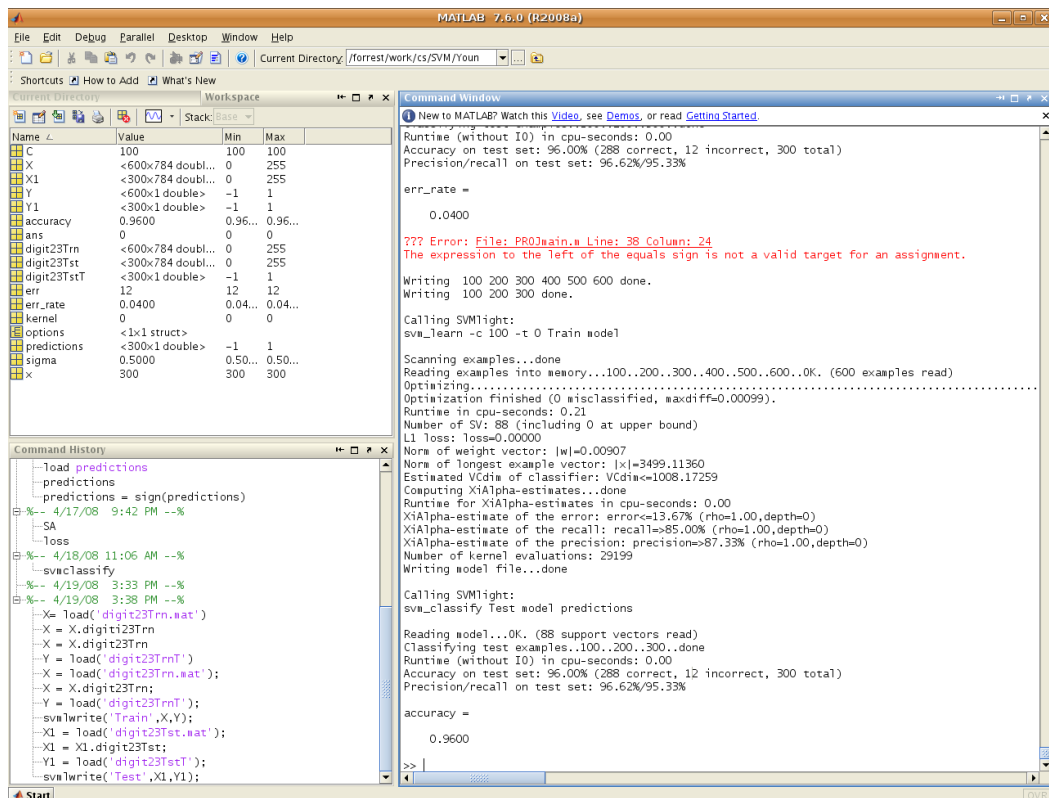 MATLAB 7.6.0 (R2008a)
File Edit Debug Parallel Desktop Window Help
Current Directory: /forrest/work/cs/SVM/Youn
Shortcuts How to Add What's New
Current Directory Workspace
Stack: Base
Name Value Min Max
C 100 100 100
X <600x784 doubl... 0 255
X1 <300x784 doubl... 0 255
Y <600x1 double> -1 1
Y1 <300x1 double> -1 1
accuracy 0.9600 0.96... 0.96...
ans 0 0 0
digit23Trn <600x784 doubl... 0 255
digit23Tst <300x784 doubl... 0 255
digit23TstT <300x1 double> -1 1
err 12 12 12
err_rate 0.0400 0.04... 0.04...
kernel 0 0 0
options <1x1 struct>
predictions <300x1 double> -1 1
sigma 0.5000 0.50... 0.50...
x 300 300 300
Command History
load predictions
predictions
predictions = sign(predictions)
%-- 4/17/08 9:42 PM --%
SA
loss
%-- 4/18/08 11:06 AM --%
svmclassify
%-- 4/19/08 3:33 PM --%
%-- 4/19/08 3:38 PM --%
X= load('digit23Trn.mat')
X = X.digiti23Trn
X = X.digit23Trn
Y = load('digit23TrnT')
X = load('digit23Trn.mat');
X = X.digit23Trn;
Y = load('digit23TrnT');
svmlwrite('Train',X,Y);
X1 = load('digit23Tst.mat');
X1 = X1.digit23Tst;
Y1 = load('digit23TstT');
svmlwrite('Test',X1,Y1);
Command Window
New to MATLAB? Watch this Video, see Demos, or read Getting Started.
Runtime (without IO) in cpu-seconds: 0.00
Accuracy on test set: 96.00% (288 correct, 12 incorrect, 300 total)
Precision/recall on test set: 96.62%/95.33%
err_rate =
0.0400
??? Error: File: PROJmain.m Line: 38 Column: 24
The expression to the left of the equals sign is not a valid target for an assignment.
Writing 100 200 300 400 500 600 done.
Writing 100 200 300 done.
Calling SVMlight:
svm_learn -c 100 -t 0 Train model
Scanning examples...done
Reading examples into memory...100..200..300..400..500..600..OK. (600 examples read)
Optimizing.......................................................................................
Optimization finished (0 misclassified, maxdiff=0.00099).
Runtime in cpu-seconds: 0.21
Number of SV: 88 (including 0 at upper bound)
L1 loss: loss=0.00000
Norm of weight vector: |w|=0.00907
Norm of longest example vector: |x|=3499.11360
Estimated VCdim of classifier: VCdim<=1008.17259
Computing XiAlpha-estimates...done
Runtime for XiAlpha-estimates in cpu-seconds: 0.00
XiAlpha-estimate of the error: error<=13.67% (rho=1.00,depth=0)
XiAlpha-estimate of the recall: recall=>85.00% (rho=1.00,depth=0)
XiAlpha-estimate of the precision: precision=>87.33% (rho=1.00,depth=0)
Number of kernel evaluations: 29199
Writing model file...done
Calling SVMlight:
svm_classify Test model predictions
Reading model...OK. (88 support vectors read)
Classifying test examples..100..200..300..done
Runtime (without IO) in cpu-seconds: 0.00
Accuracy on test set: 96.00% (288 correct, 12 incorrect, 300 total)
Precision/recall on test set: 96.62%/95.33%
accuracy =
0.9600
>>
Start
OVR